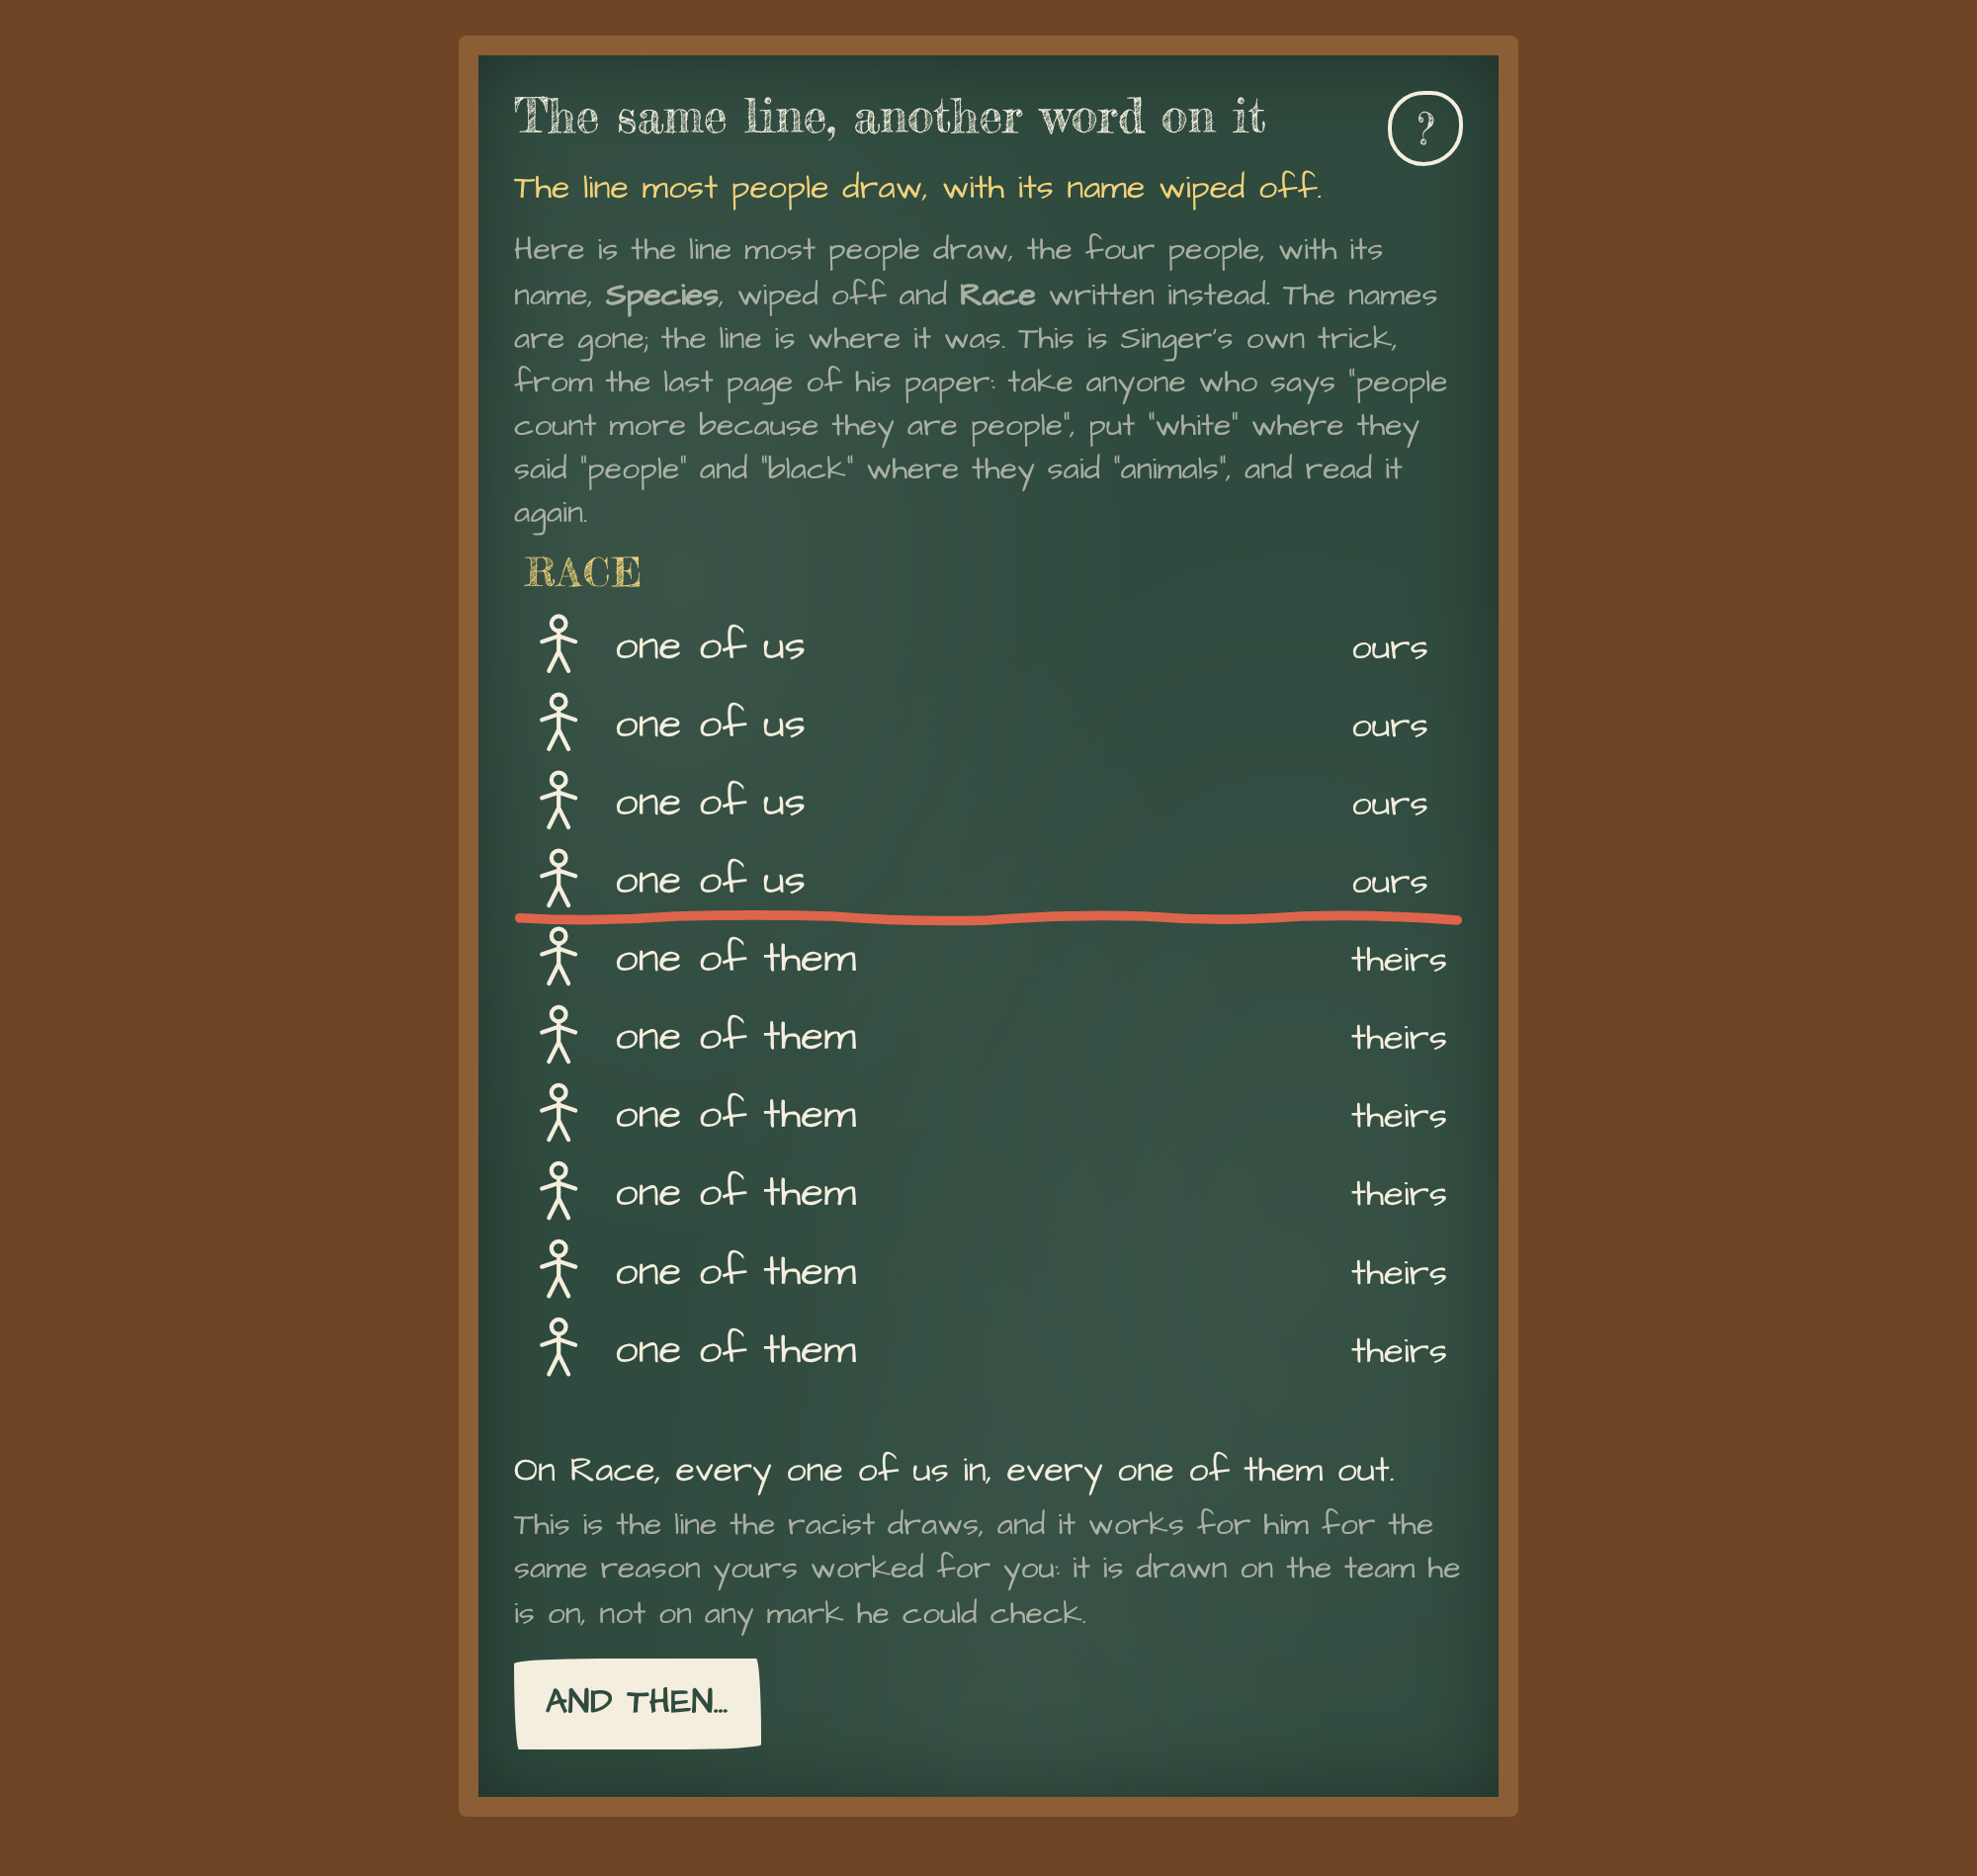 The same line, another word on it
?
The line most people draw, with its name wiped off.
Here is the line most people draw, the four people, with its
name, Species, wiped off and Race written instead. The names
are gone; the line is where it was. This is Singer's own trick,
from the last page of his paper: take anyone who says "people
count more because they are people", put "white" where they
said "people" and "black" where they said "animals", and read it
again.
RACE
one of us ours
one of us ours
one of us ours
one of us ours
one of them theirs
one of them theirs
one of them theirs
one of them theirs
one of them theirs
one of them theirs
On Race, every one of us in, every one of them out.
This is the line the racist draws, and it works for him for the
same reason yours worked for you: it is drawn on the team he
is on, not on any mark he could check.
AND THEN...